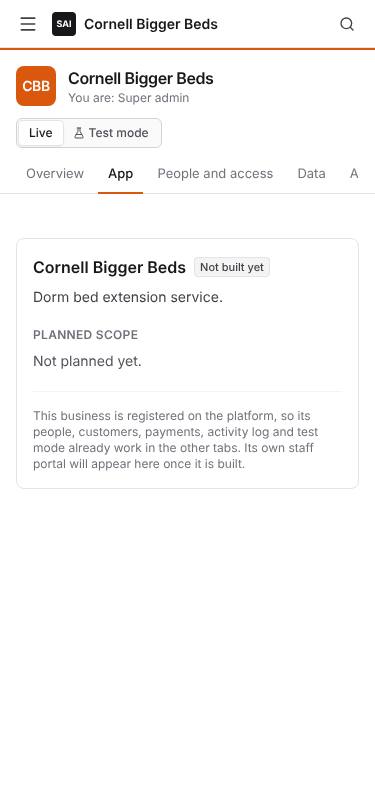 SAI Cornell Bigger Beds
CBB
Cornell Bigger Beds
You are: Super admin
Live Test mode
Overview App People and access Data A
Cornell Bigger Beds Not built yet
Dorm bed extension service.
PLANNED SCOPE
Not planned yet.
This business is registered on the platform, so its
people, customers, payments, activity log and test
mode already work in the other tabs. Its own staff
portal will appear here once it is built.